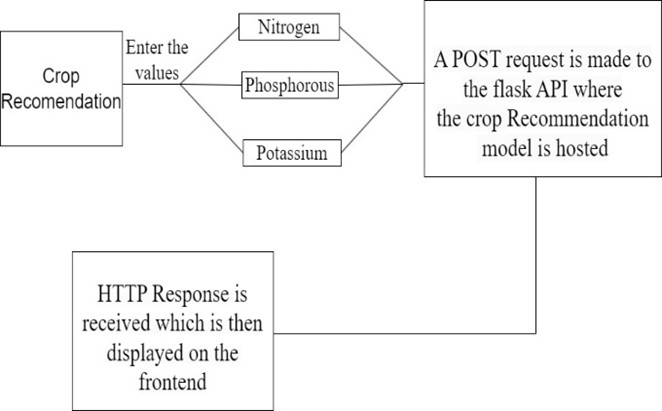 Crop
Recomendation
Enter the
values
Nitrogen
Phosphorous
Potassium
A POST request is made to
the flask API where
the crop Recommendation
model is hosted
HTTP Response is
received which is then
displayed on the
frontend